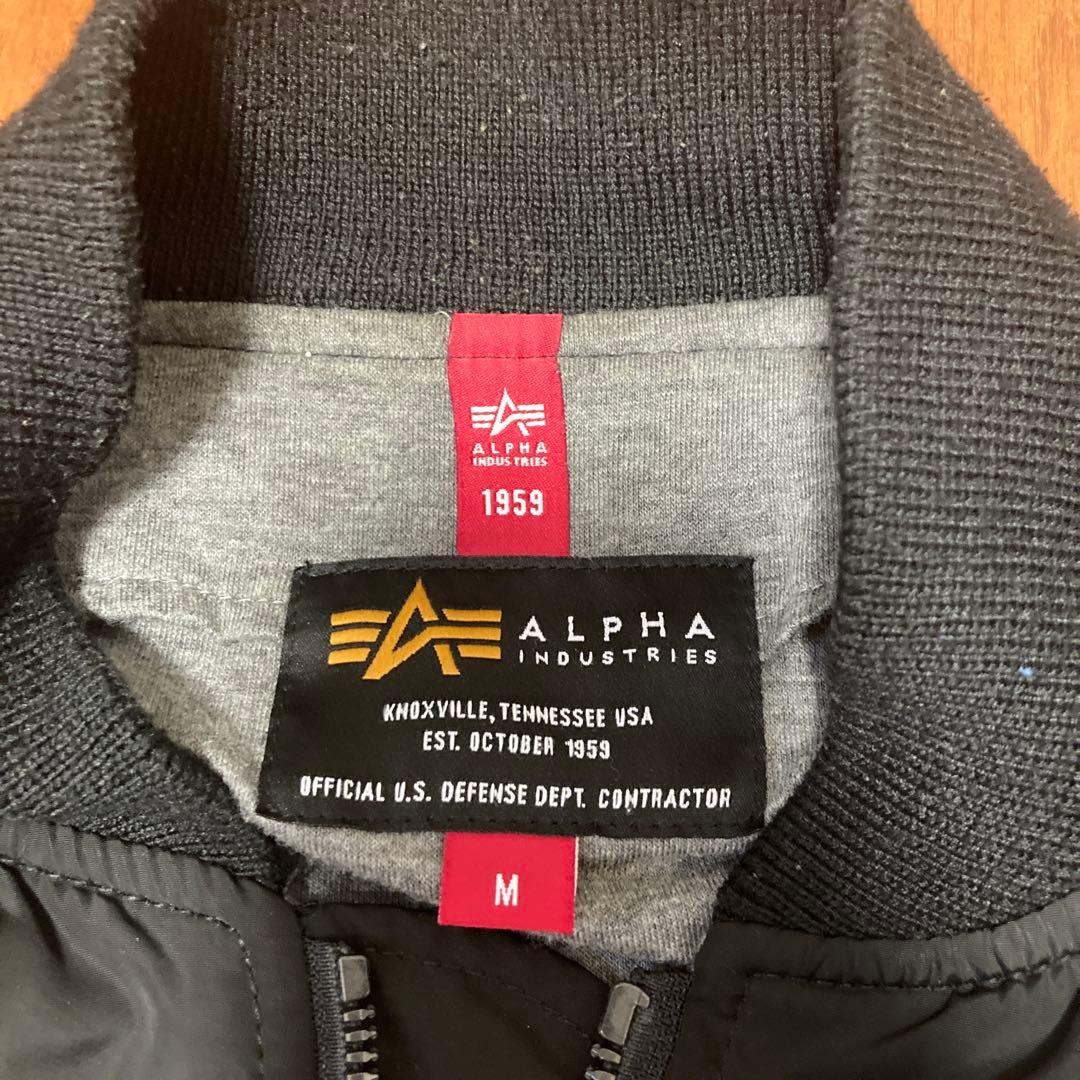 ALPHA
INDUSTRIES
1959
ALPHA
INDUSTRIES
KNOXVILLE, TENNESSEE USA
EST. OCTOBER 1959
OFFICIAL U.S. DEFENSE DEPT. CONTRACTOR
M